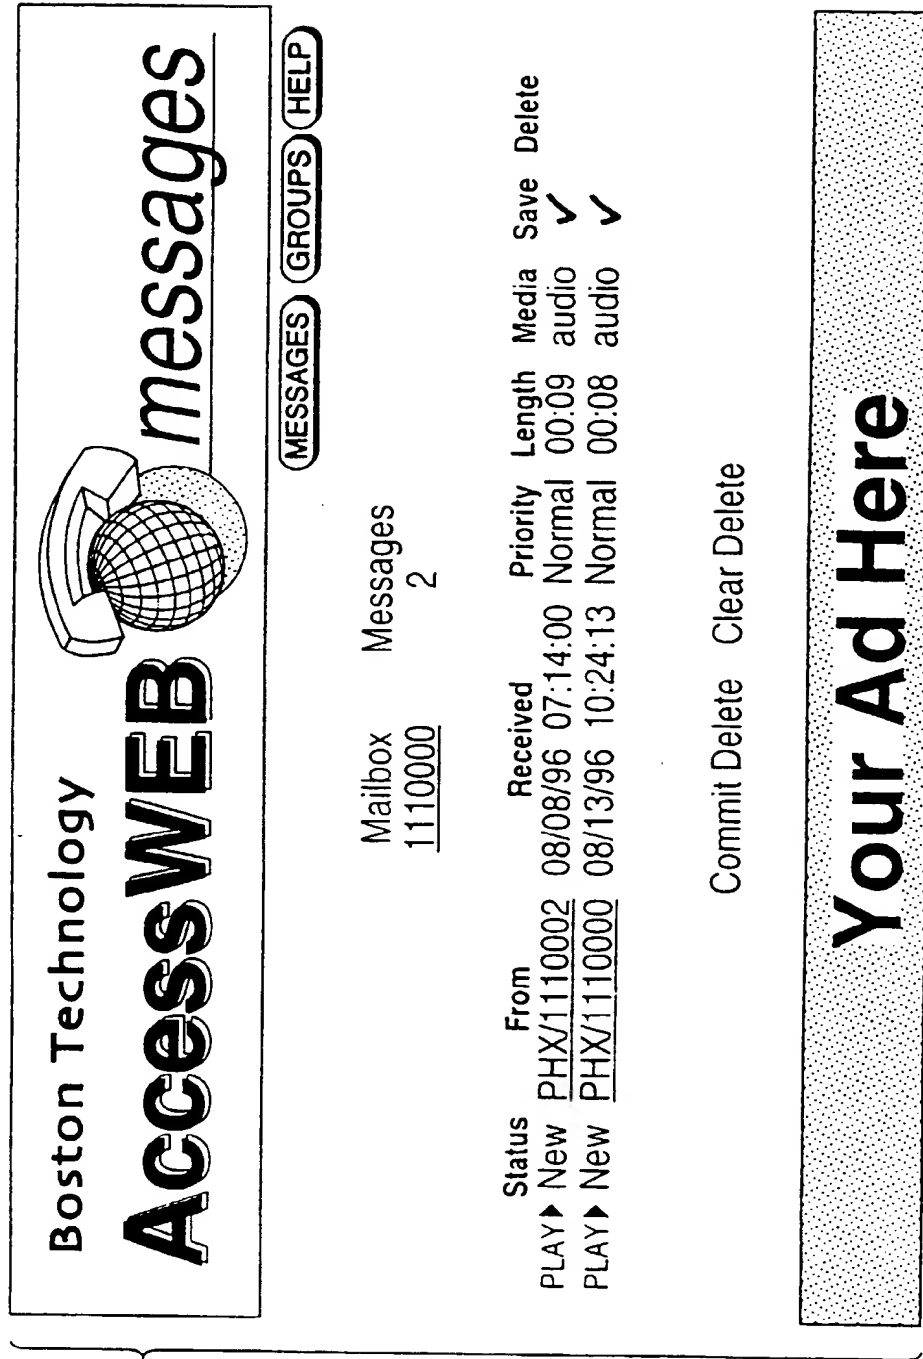 Boston Technology
AccessWEB messages
MESSAGES GROUPS HELP
Mailbox Messages
1110000 2
Status From Received Priority Length Media Save Delete
PLAY▶ New PHX/1110002 08/08/96 07:14:00 Normal 00:09 audio ✓
PLAY▶ New PHX/1110000 08/13/96 10:24:13 Normal 00:08 audio ✓
Commit Delete Clear Delete
Your Ad Here